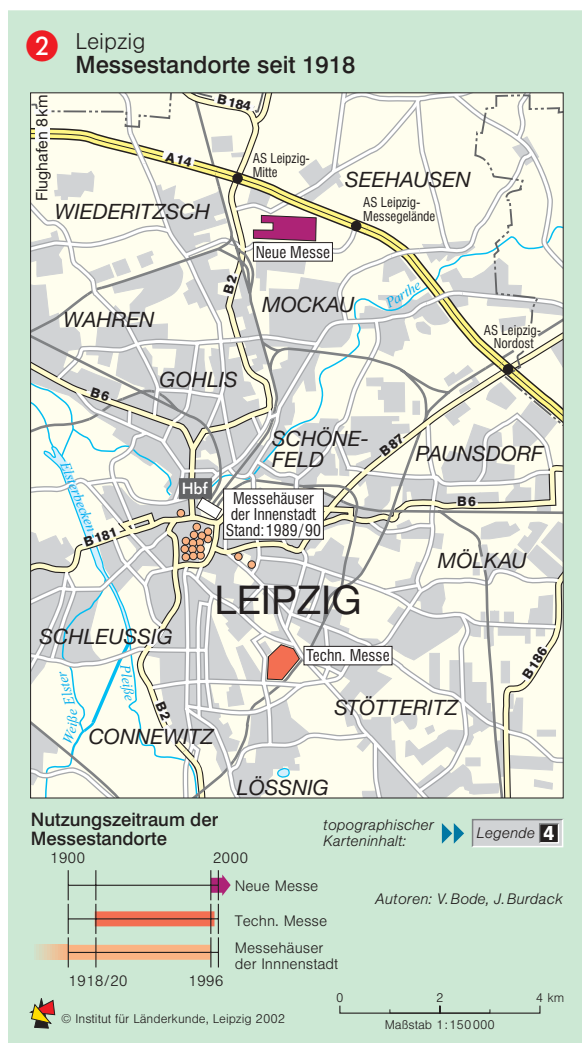 2
Leipzig
Messestandorte seit 1918
Flughafen 8km
B184
A14
AS Leipzig-
Mitte
SEEHAUSEN
AS Leipzig-
Messegelände
WIEDERITZSCH
Neue Messe
B2
MOCKAU
Parthe
WAHREN
AS Leipzig-
Nordost
GOHLIS
B6
SCHÖNE-
FELD
B87
PAUNSDORF
Elsterbecken
Hbf
Messehäuser
der Innenstadt
Stand:1989/90
B6
B181
MÖLKAU
LEIPZIG
SCHLEUSSIG
Techn. Messe
B186
Weiße Elster
Pleiße
B2
STÖTTERITZ
CONNEWITZ
LÖSSNIG
Nutzungszeitraum der
Messestandorte
1900
2000
Neue Messe
Techn. Messe
Messehäuser
der Innnenstadt
1918/20
1996
topographischer
Karteninhalt:
Legende 4
Autoren: V. Bode, J. Burdack
0 2 4 km
Maßstab 1:150000
© Institut für Länderkunde, Leipzig 2002